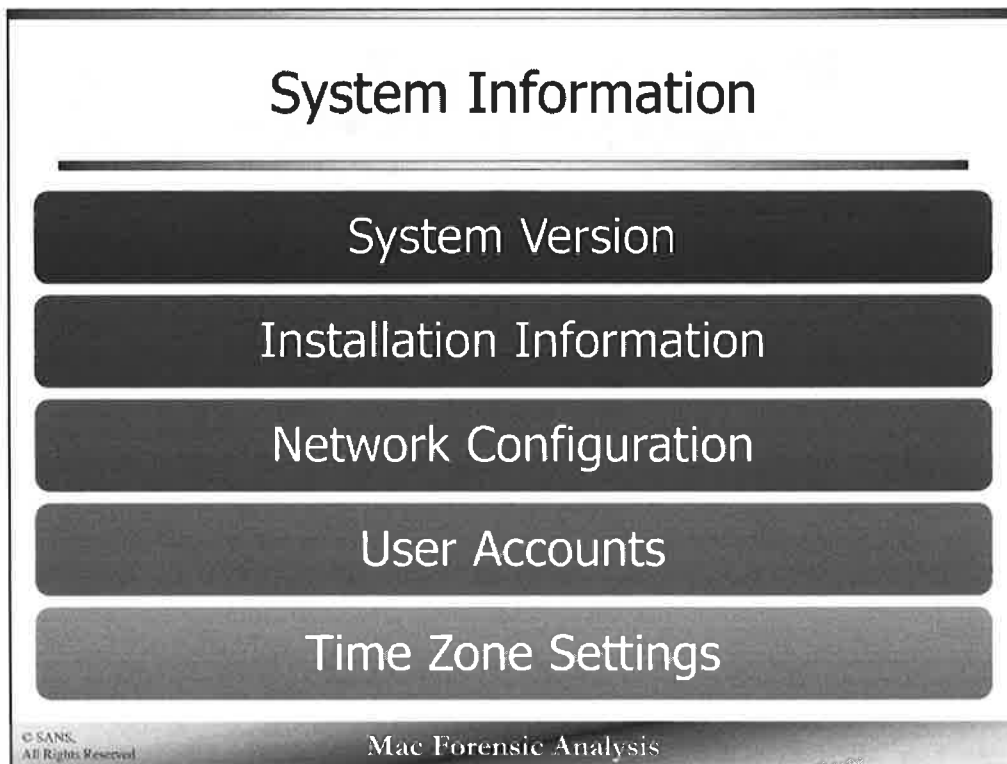 System Information
System Version
Installation Information
Network Configuration
User Accounts
Time Zone Settings
© SANS,
All Rights Reserved
Mac Forensic Analysis